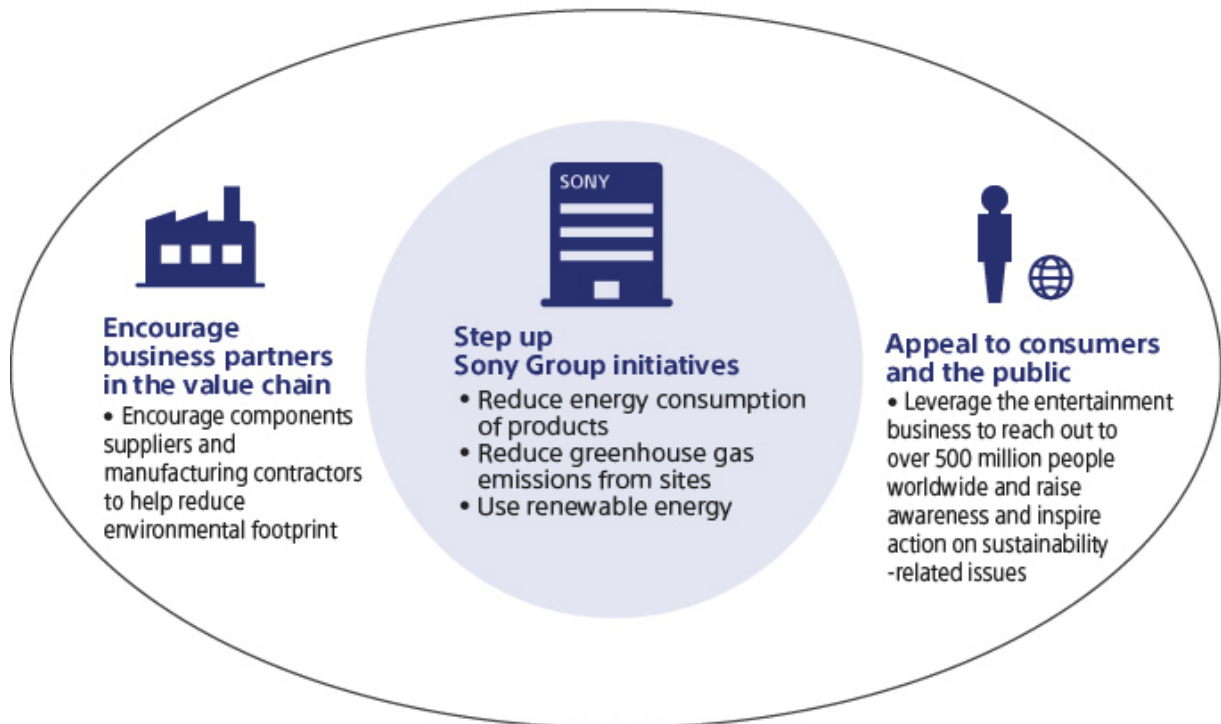 Encourage
business partners
in the value chain
• Encourage components
suppliers and
manufacturing contractors
to help reduce
environmental footprint
SONY
Step up
Sony Group initiatives
• Reduce energy consumption
of products
• Reduce greenhouse gas
emissions from sites
• Use renewable energy
Appeal to consumers
and the public
• Leverage the entertainment
business to reach out to
over 500 million people
worldwide and raise
awareness and inspire
action on sustainability
-related issues